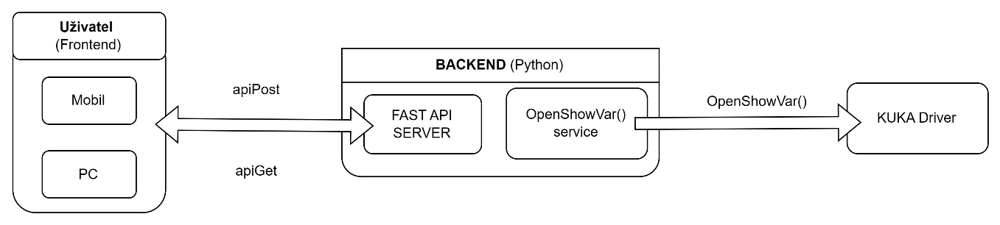 Uživatel
(Frontend)
Mobil
PC
apiPost
apiGet
BACKEND (Python)
FAST API
SERVER
OpenShowVar()
service
OpenShowVar()
KUKA Driver